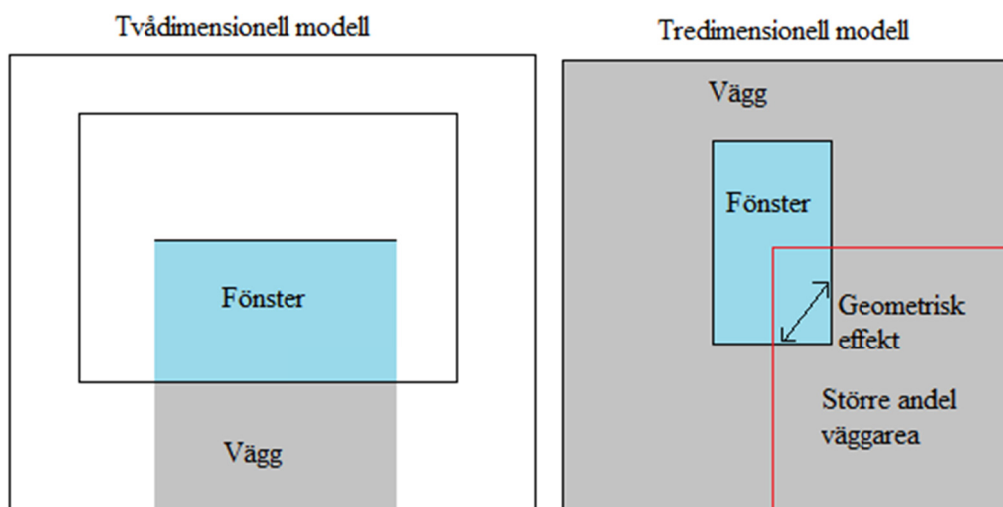 Tvådimensionell modell
Fönster
Vägg
Tredimensionell modell
Vägg
Fönster
Geometrisk
effekt
Större andel
väggarea